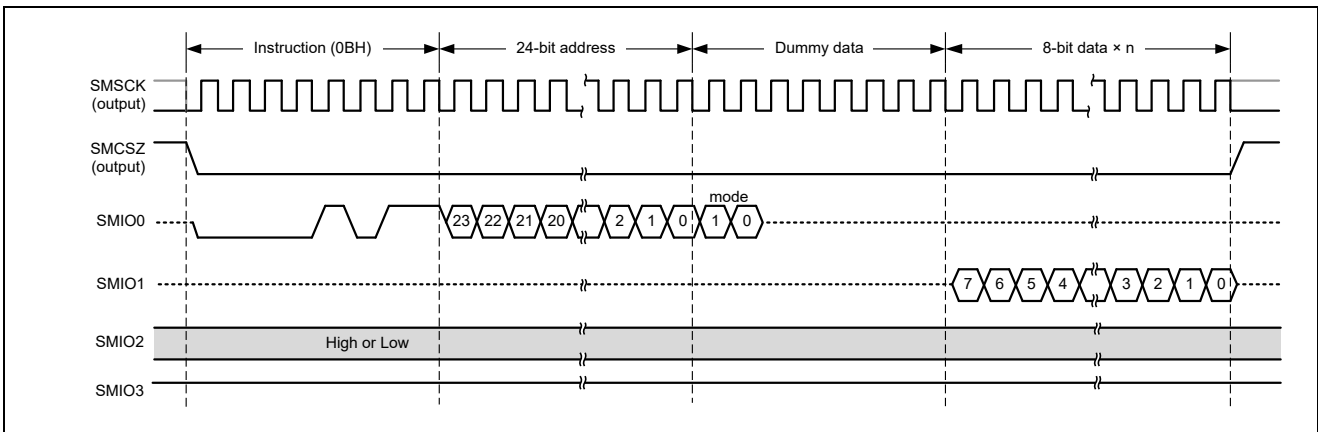 Instruction (0BH) 24-bit address Dummy data 8-bit data × n
SMSCK
(output)
SMCSZ
(output)
mode
SMIO0 23 22 21 20 2 1 0 1 0
SMIO1 7 6 5 4 3 2 1 0
SMIO2 High or Low
SMIO3